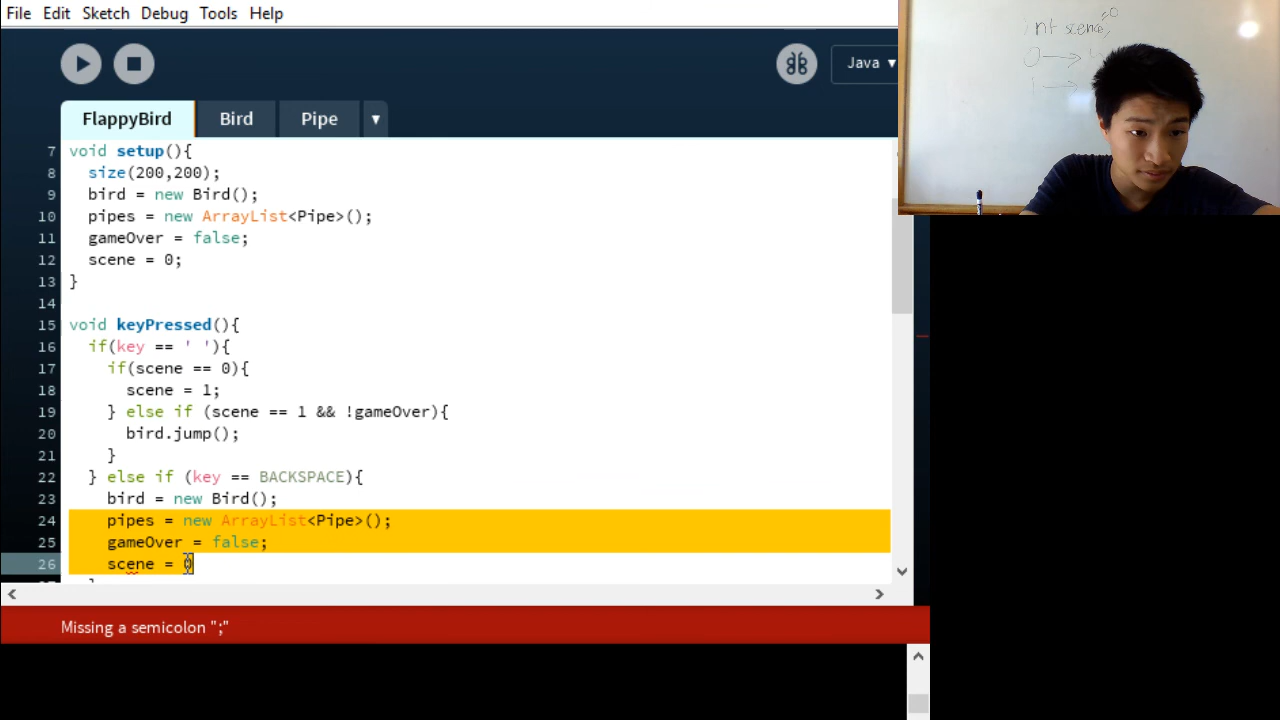 File Edit Sketch Debug Tools Help
Java ▾
FlappyBird Bird Pipe ▾
7 void setup(){
8 size(200,200);
9 bird = new Bird();
10 pipes = new ArrayList<Pipe>();
11 gameOver = false;
12 scene = 0;
13 }
14
15 void keyPressed(){
16 if(key == ' '){
17 if(scene == 0){
18 scene = 1;
19 } else if (scene == 1 && !gameOver){
20 bird.jump();
21 }
22 } else if (key == BACKSPACE){
23 bird = new Bird();
24 pipes = new ArrayList<Pipe>();
25 gameOver = false;
26 scene = 0
Missing a semicolon ";"
int scene
0 →
1 →